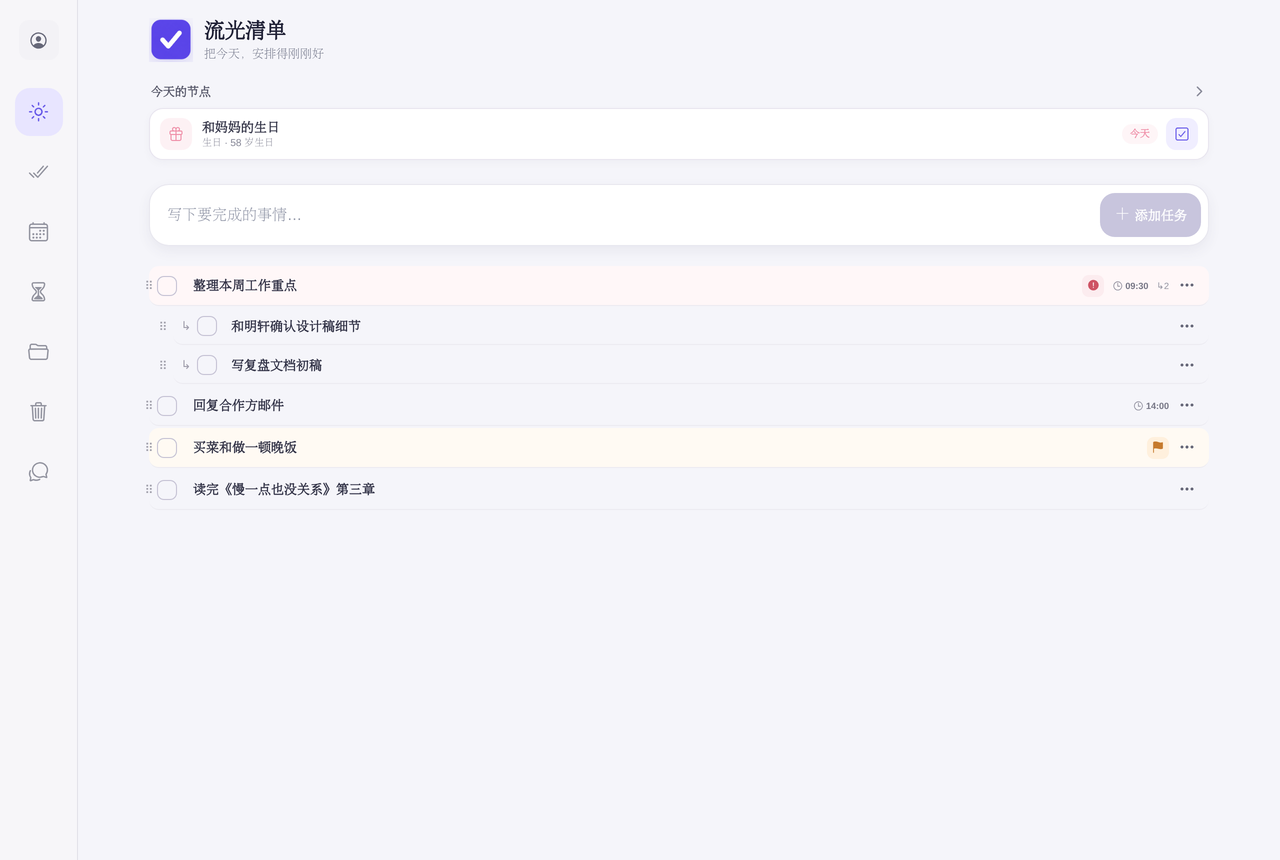 流光清单
把今天，安排得刚刚好
今天的节点
和妈妈的生日
生日 · 58 岁生日
今天
写下要完成的事情...
添加任务
整理本周工作重点
09:30
2
和明轩确认设计稿细节
写复盘文档初稿
回复合作方邮件
14:00
买菜和做一顿晚饭
读完《慢一点也没关系》第三章